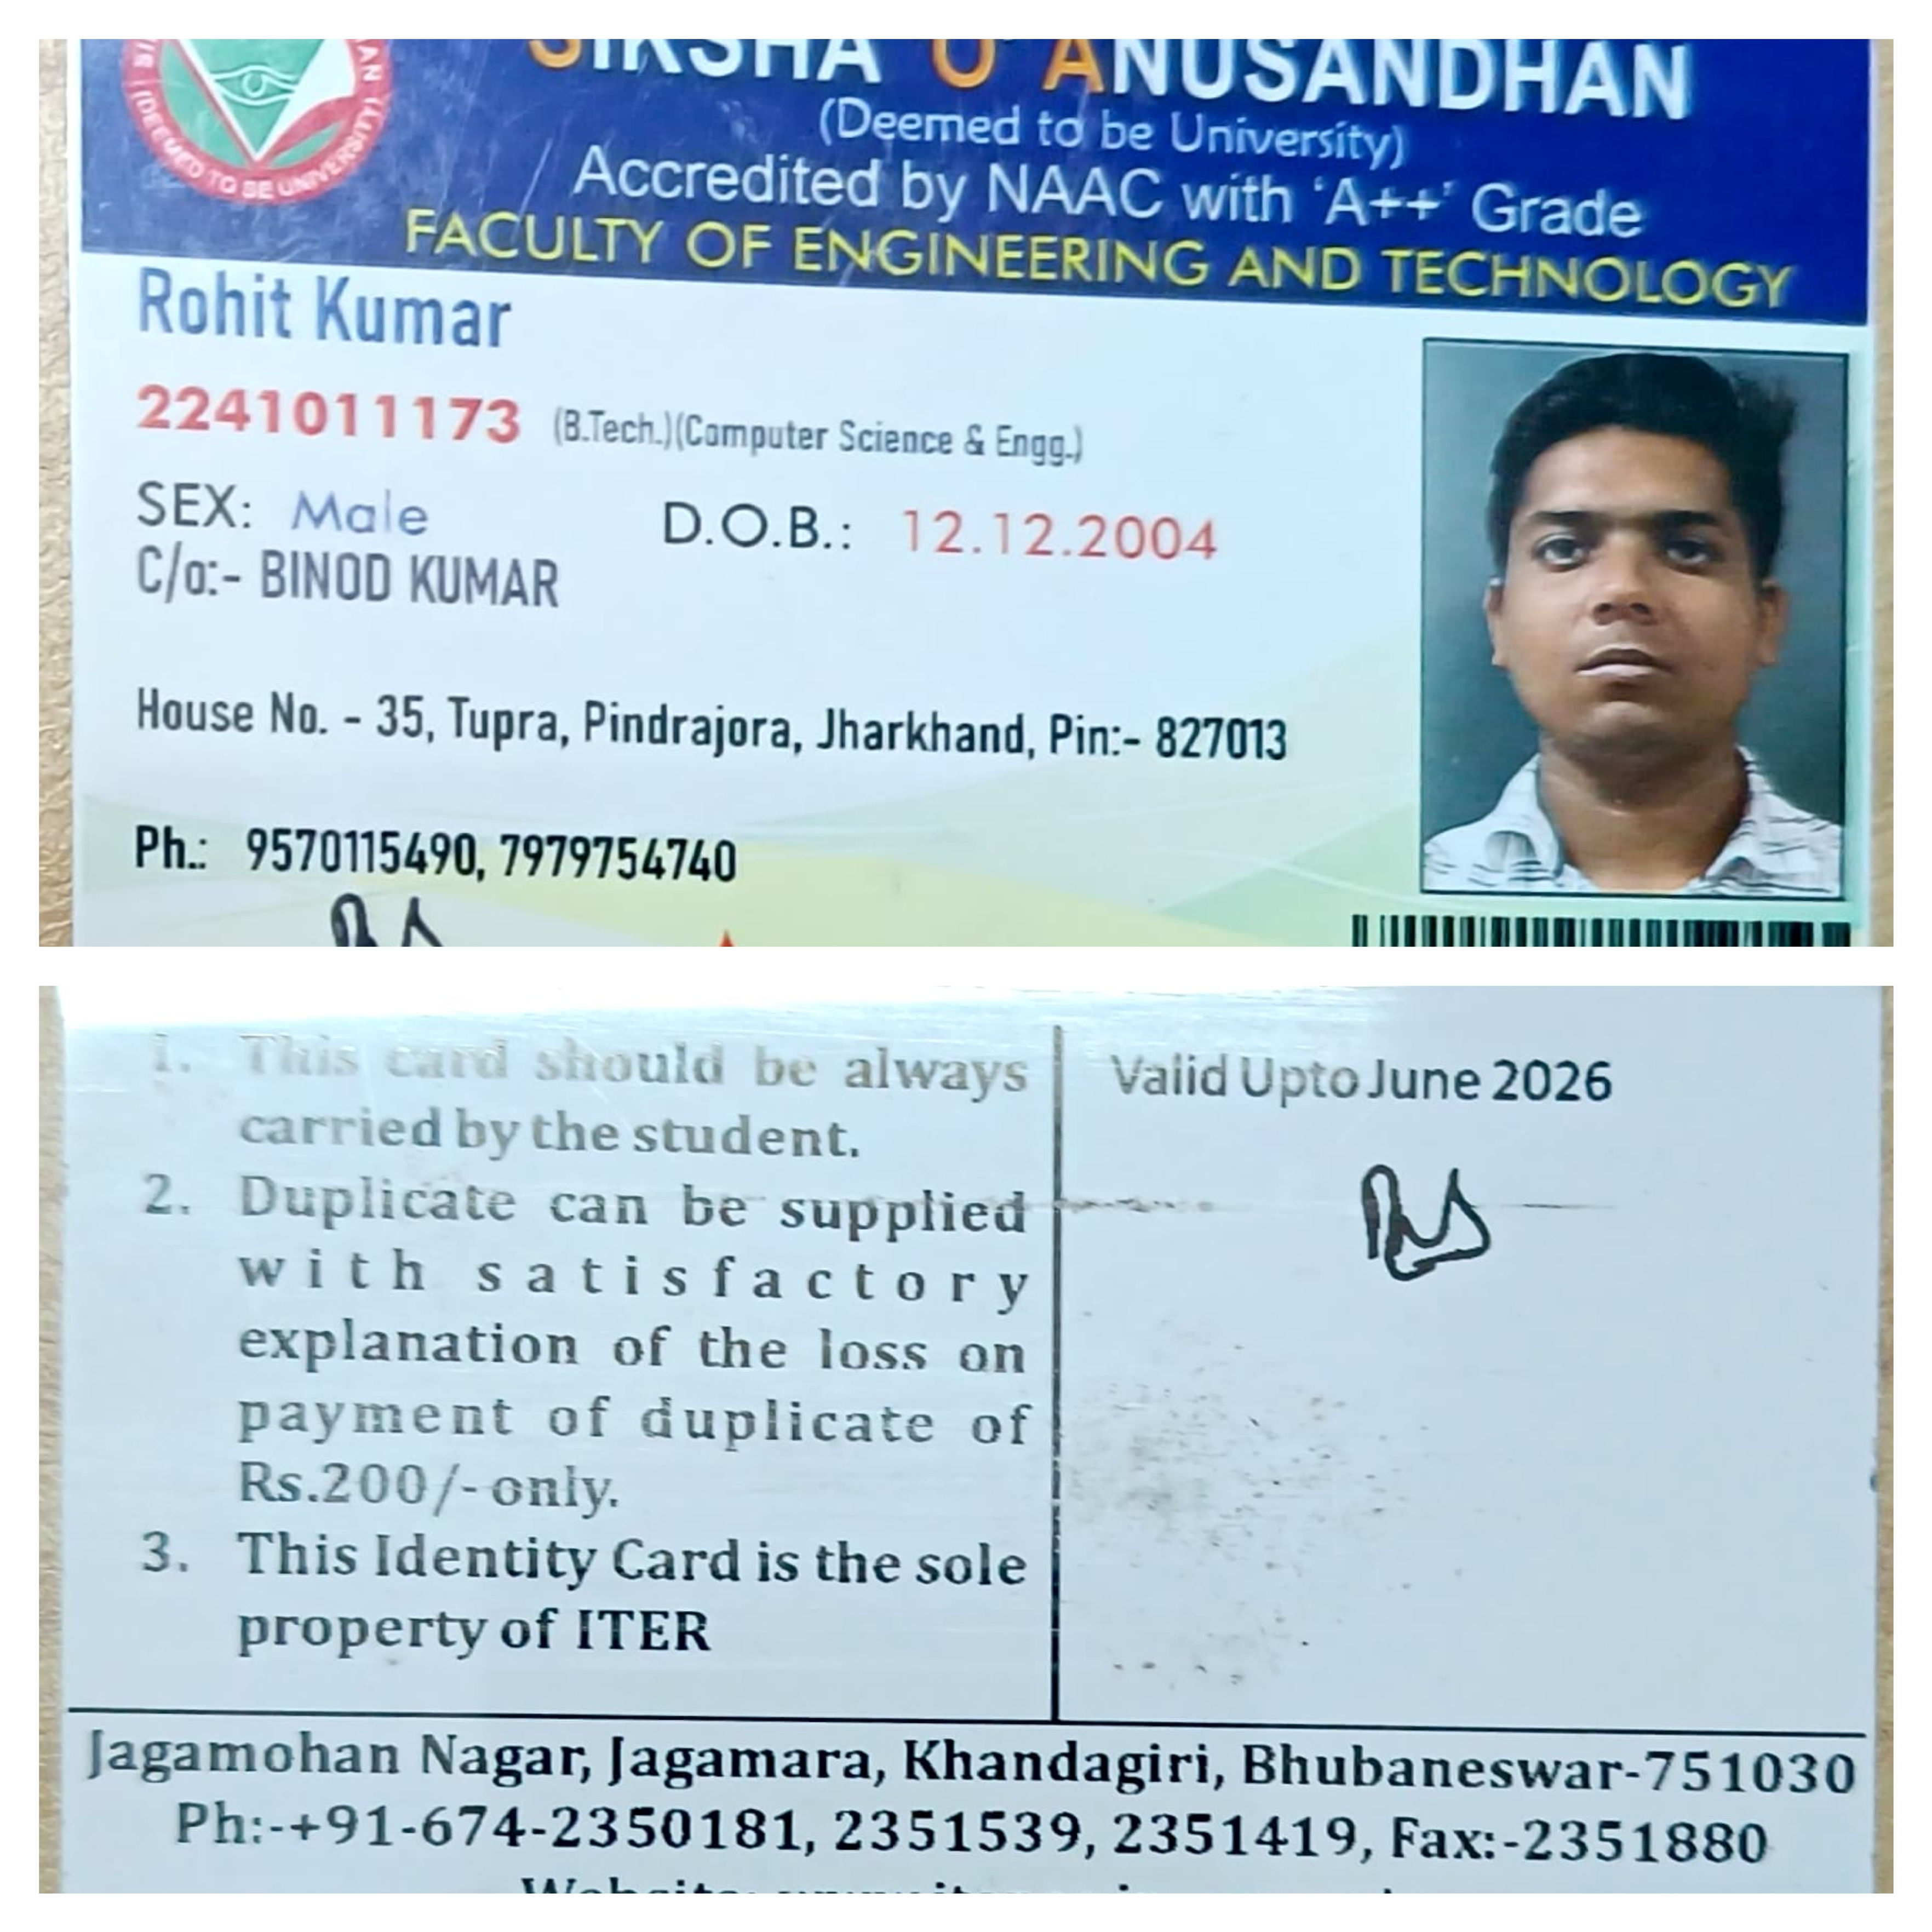 SIKSHA 'O' ANUSANDHAN
(DEEMED TO BE UNIVERSITY)
(Deemed to be University)
Accredited by NAAC with 'A++' Grade
FACULTY OF ENGINEERING AND TECHNOLOGY
Rohit Kumar
2241011173 (B.Tech.)(Computer Science & Engg.)
SEX: Male D.O.B.: 12.12.2004
C/o:- BINOD KUMAR
House No. - 35, Tupra, Pindrajora, Jharkhand, Pin:- 827013
Ph.: 9570115490, 7979754740
1. This card should be always
carried by the student.
2. Duplicate can be supplied
with satisfactory
explanation of the loss on
payment of duplicate of
Rs.200/- only.
3. This Identity Card is the sole
property of ITER
Valid Upto June 2026
Jagamohan Nagar, Jagamara, Khandagiri, Bhubaneswar-751030
Ph:-+91-674-2350181, 2351539, 2351419, Fax:-2351880